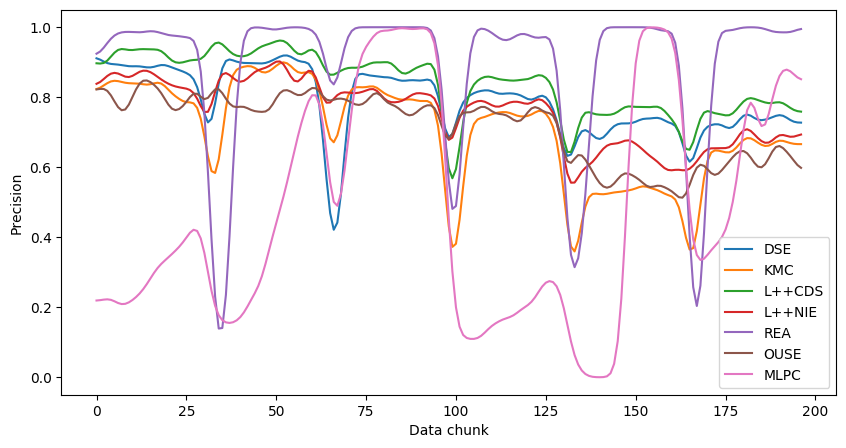 1.0
0.8
0.6
0.4
0.2
0.0
Precision
0 25 50 75 100 125 150 175 200
Data chunk
DSE
KMC
L++CDS
L++NIE
REA
OUSE
MLPC